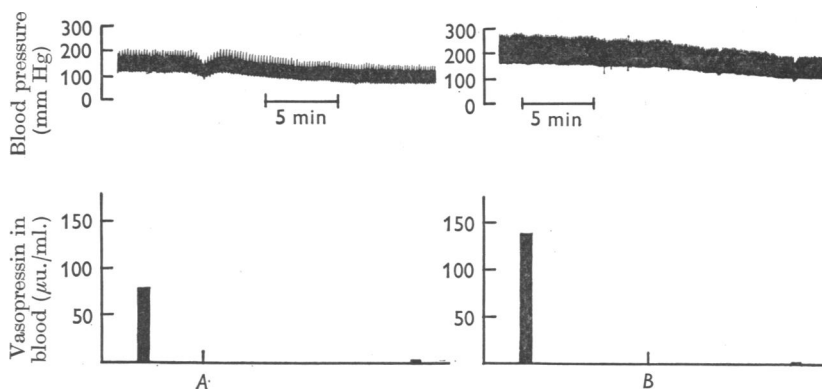 Blood pressure
(mm Hg)
300
200
100
0
5 min
300
200
100
0
5 min
Vasopressin in
blood (μu./ml.)
150
100
50
A
150
100
50
B